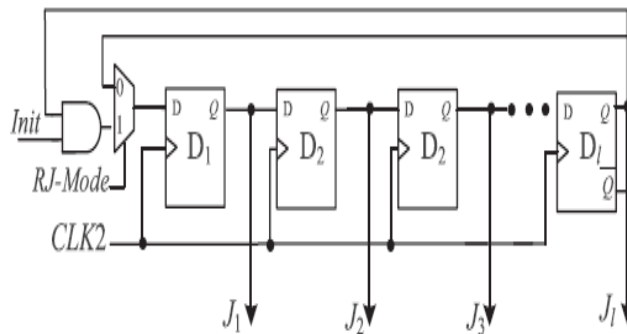 0
D Q D Q D Q D Q
Init
1
D₁ D₂ D₂ Dₗ
Q̅
RJ-Mode
CLK2
J₁ J₂ J₃ Jₗ